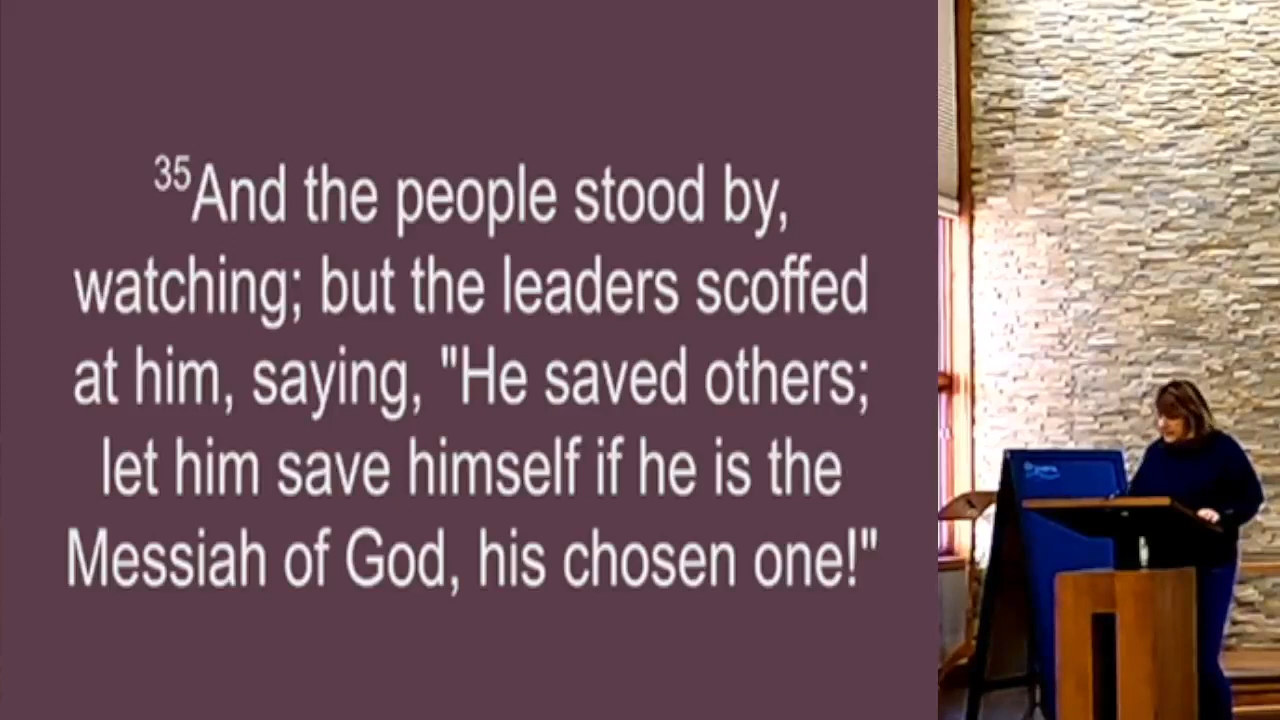 35And the people stood by,
watching; but the leaders scoffed
at him, saying, "He saved others;
let him save himself if he is the
Messiah of God, his chosen one!"